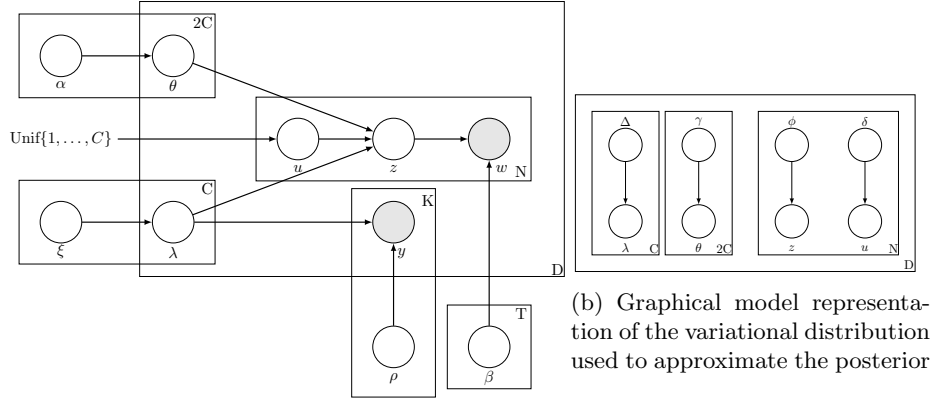 2C
α
θ
Unif{1, . . . , C}
u
z
w
N
C
K
ξ
λ
y
D
T
ρ
β
Δ
γ
φ
δ
λ
C
θ
2C
z
u
N
D
(b) Graphical model representa-
tion of the variational distribution
used to approximate the posterior